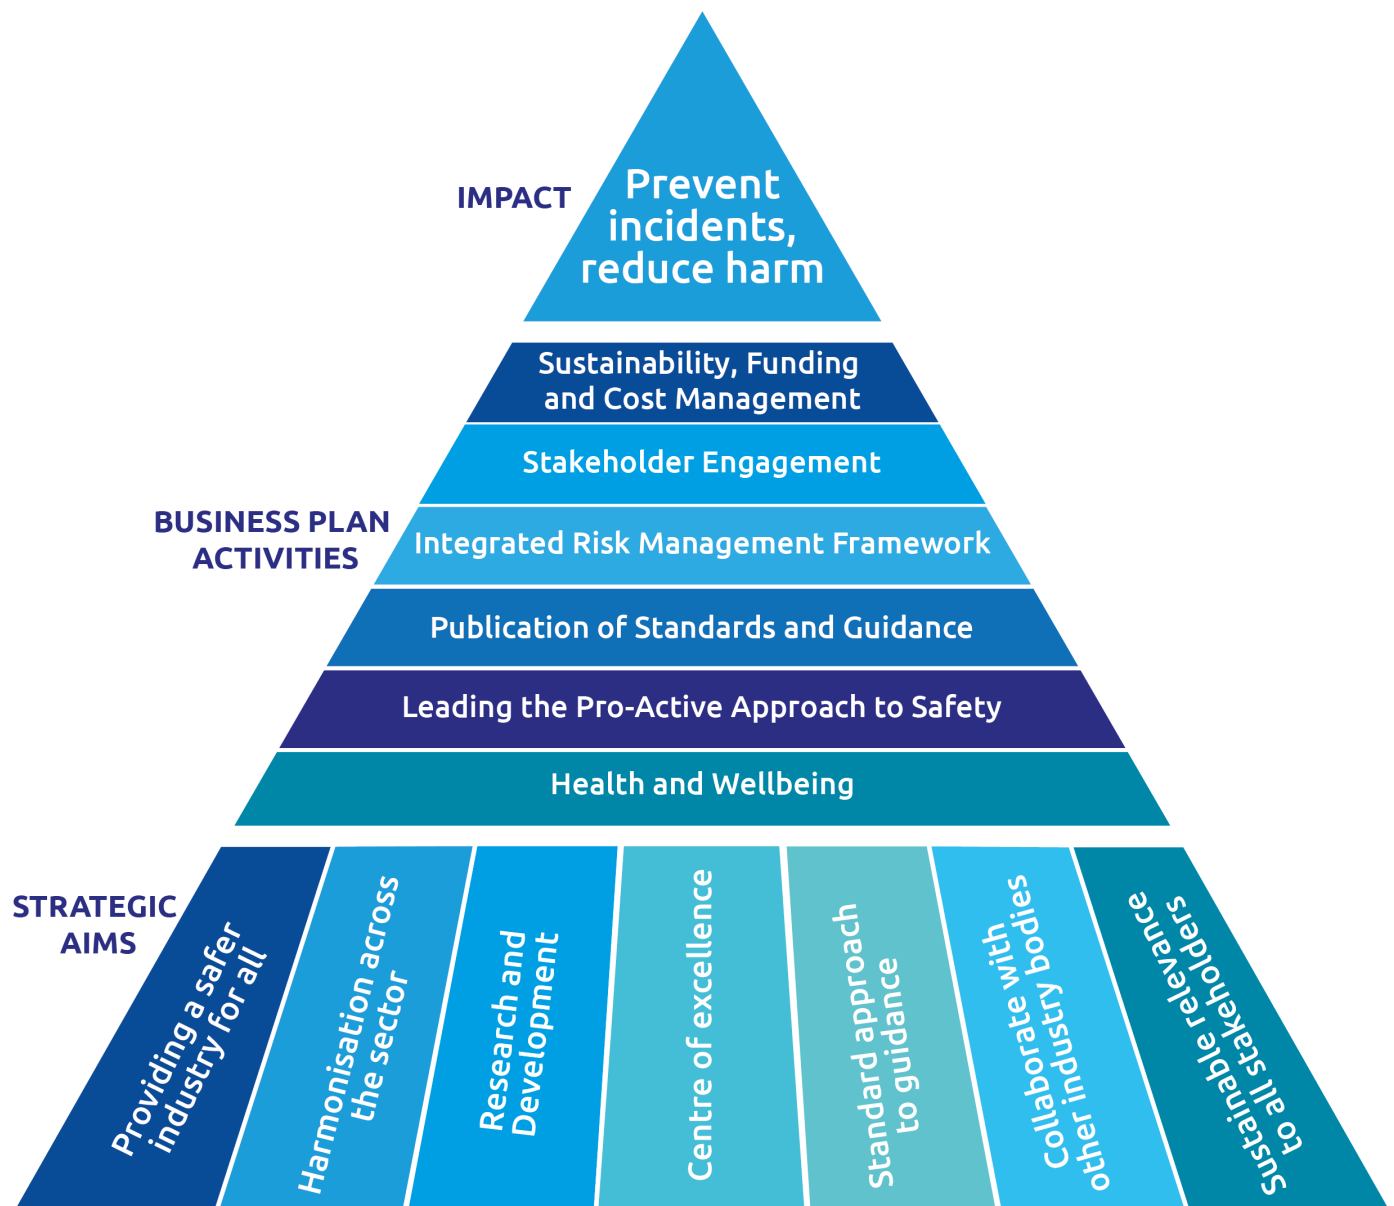 IMPACT
Prevent
incidents,
reduce harm
Sustainability, Funding
and Cost Management
Stakeholder Engagement
BUSINESS PLAN
ACTIVITIES
Integrated Risk Management Framework
Publication of Standards and Guidance
Leading the Pro-Active Approach to Safety
Health and Wellbeing
STRATEGIC
AIMS
Providing a safer
industry for all
Harmonisation across
the sector
Research and
Development
Centre of excellence
Standard approach
to guidance
Collaborate with
other industry bodies
Sustainable relevance
to all stakeholders